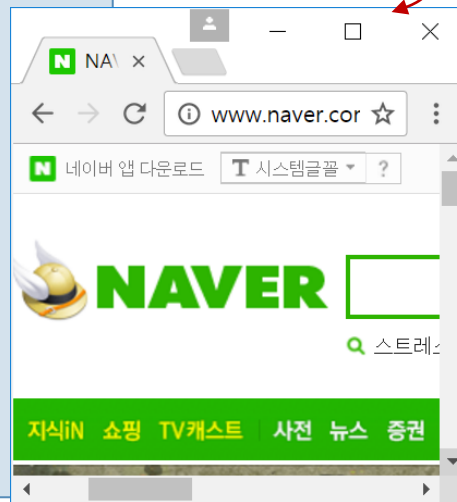 NA
www.naver.cor
네이버 앱 다운로드 T 시스템글꼴 ?
NAVER
스트레
지식iN 쇼핑 TV캐스트 사전 뉴스 증권